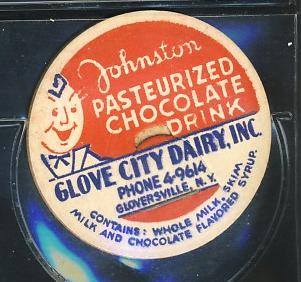 Johnston
PASTEURIZED
CHOCOLATE
DRINK
GLOVE CITY DAIRY, INC.
PHONE 4-9614
GLOVERSVILLE, N.Y.
CONTAINS: WHOLE MILK, SKIM
MILK AND CHOCOLATE FLAVORED SYRUP.